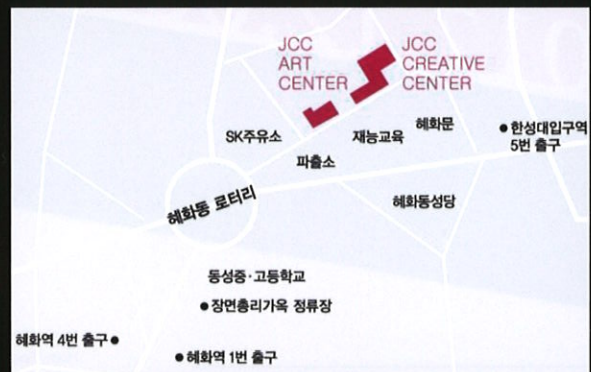 JCC
ART
CENTER
JCC
CREATIVE
CENTER
SK주유소
재능교육
혜화문
한성대입구역
5번 출구
파출소
혜화동 로터리
혜화동성당
동성중·고등학교
장면총리가옥 정류장
혜화역 4번 출구
혜화역 1번 출구